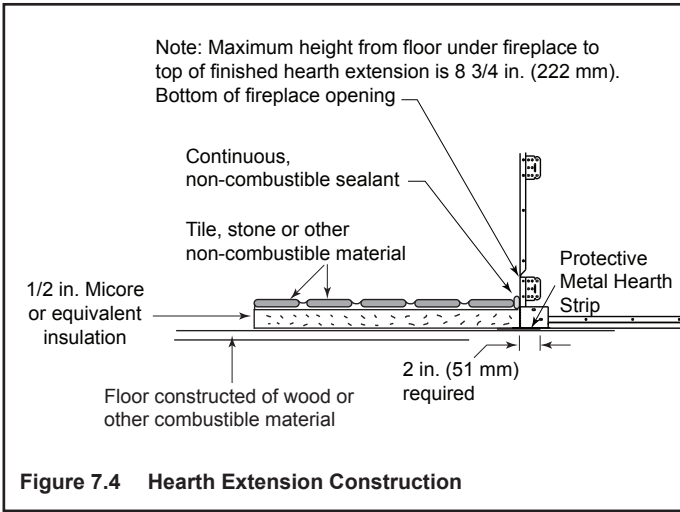 Note: Maximum height from floor under fireplace to
top of finished hearth extension is 8 3/4 in. (222 mm).
Bottom of fireplace opening
Continuous,
non-combustible sealant
Tile, stone or other
non-combustible material
Protective
Metal Hearth
Strip
1/2 in. Micore
or equivalent
insulation
2 in. (51 mm)
required
Floor constructed of wood or
other combustible material
Figure 7.4 Hearth Extension Construction